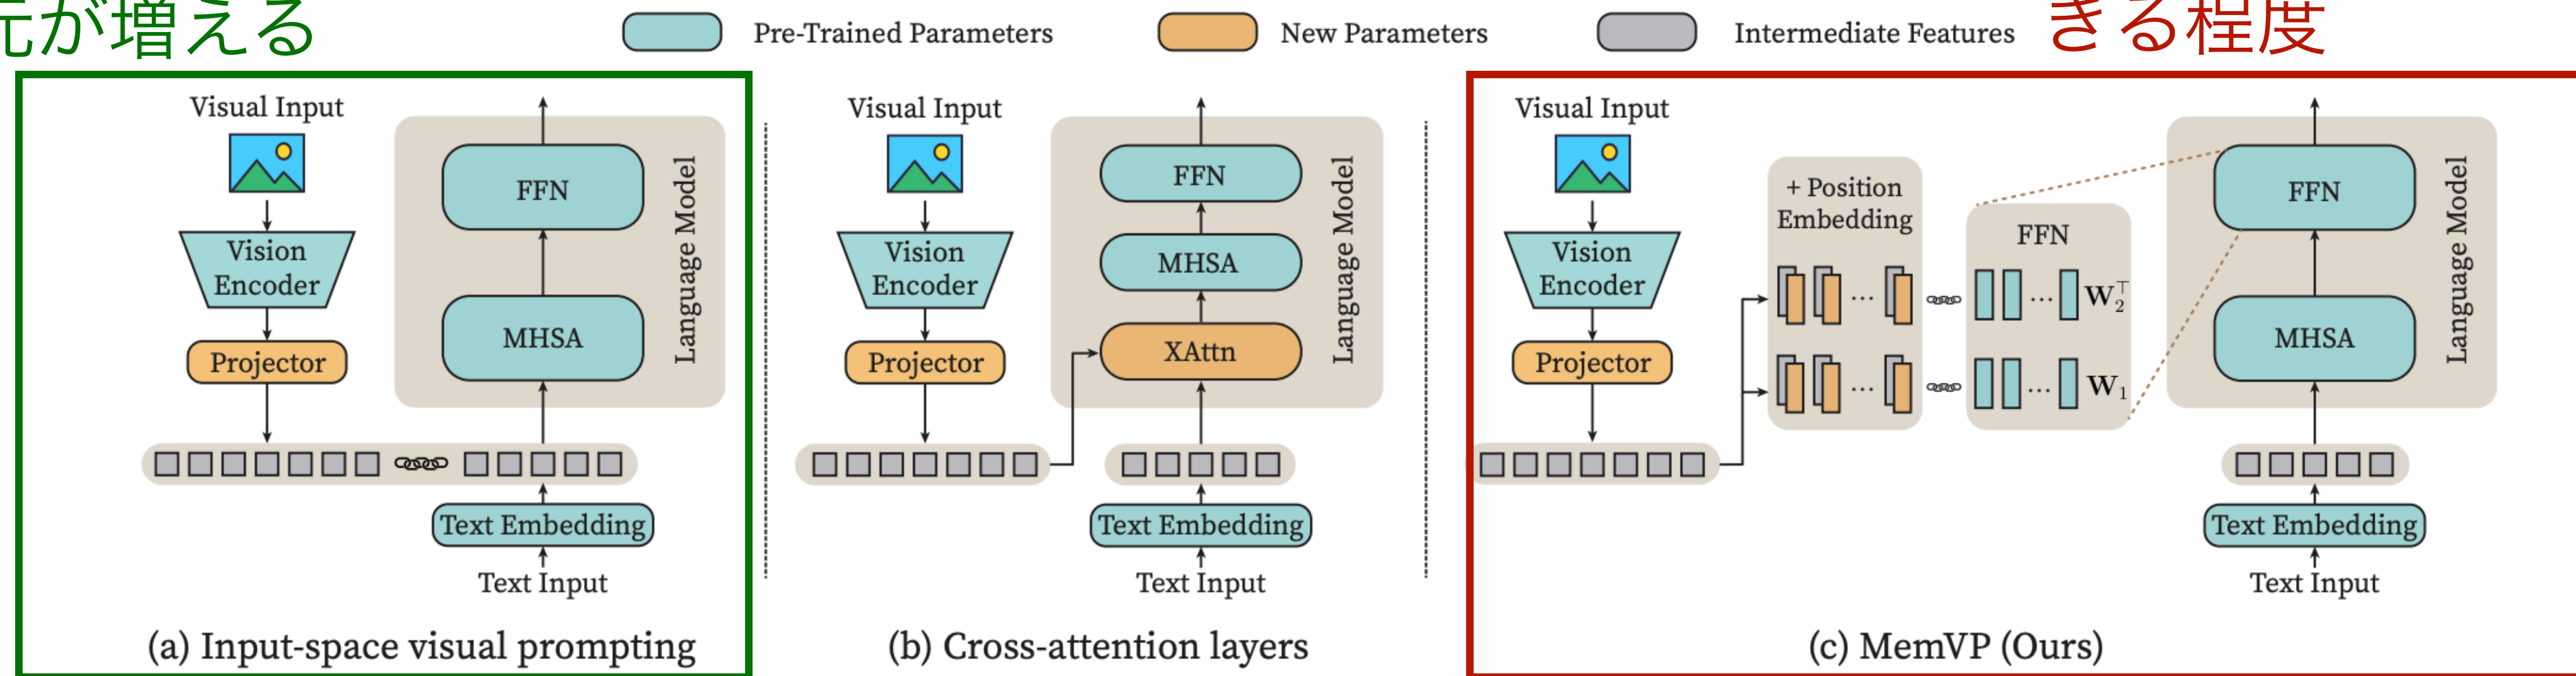 元が増える
きる程度
Pre-Trained Parameters
New Parameters
Intermediate Features
Visual Input
Vision
Encoder
Projector
FFN
MHSA
Language Model
Text Embedding
Text Input
(a) Input-space visual prompting
Visual Input
Vision
Encoder
Projector
FFN
MHSA
XAttn
Language Model
Text Embedding
Text Input
(b) Cross-attention layers
Visual Input
Vision
Encoder
Projector
+ Position
Embedding
...
...
FFN
... W₂⊤
... W₁
FFN
MHSA
Language Model
Text Embedding
Text Input
(c) MemVP (Ours)